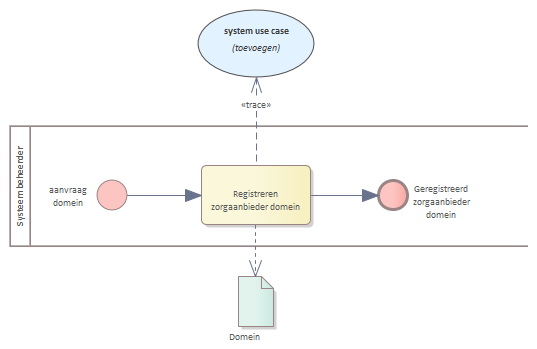 system use case
(toevoegen)
«trace»
Systeem beheerder
aanvraag
domein
Registreren
zorgaanbieder domein
Geregistreerd
zorgaanbieder
domein
Domein